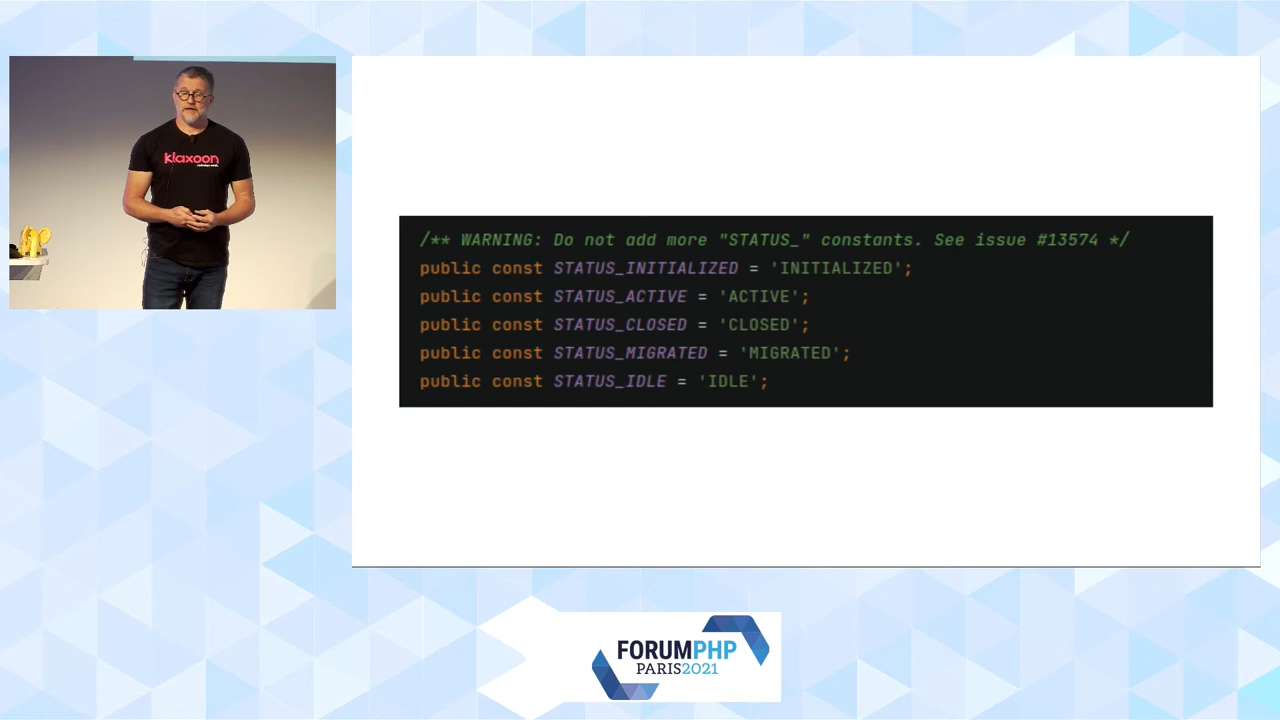 klaxoon
/** WARNING: Do not add more "STATUS_" constants. See issue #13574 */
public const STATUS_INITIALIZED = 'INITIALIZED';
public const STATUS_ACTIVE = 'ACTIVE';
public const STATUS_CLOSED = 'CLOSED';
public const STATUS_MIGRATED = 'MIGRATED';
public const STATUS_IDLE = 'IDLE';
FORUMPHP
PARIS2021